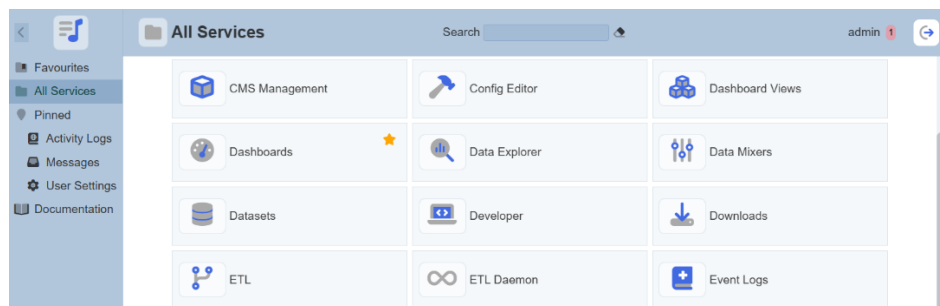 All Services
Search
admin 1
Favourites
All Services
Pinned
Activity Logs
Messages
User Settings
Documentation
CMS Management
Config Editor
Dashboard Views
Dashboards
Data Explorer
Data Mixers
Datasets
Developer
Downloads
ETL
ETL Daemon
Event Logs